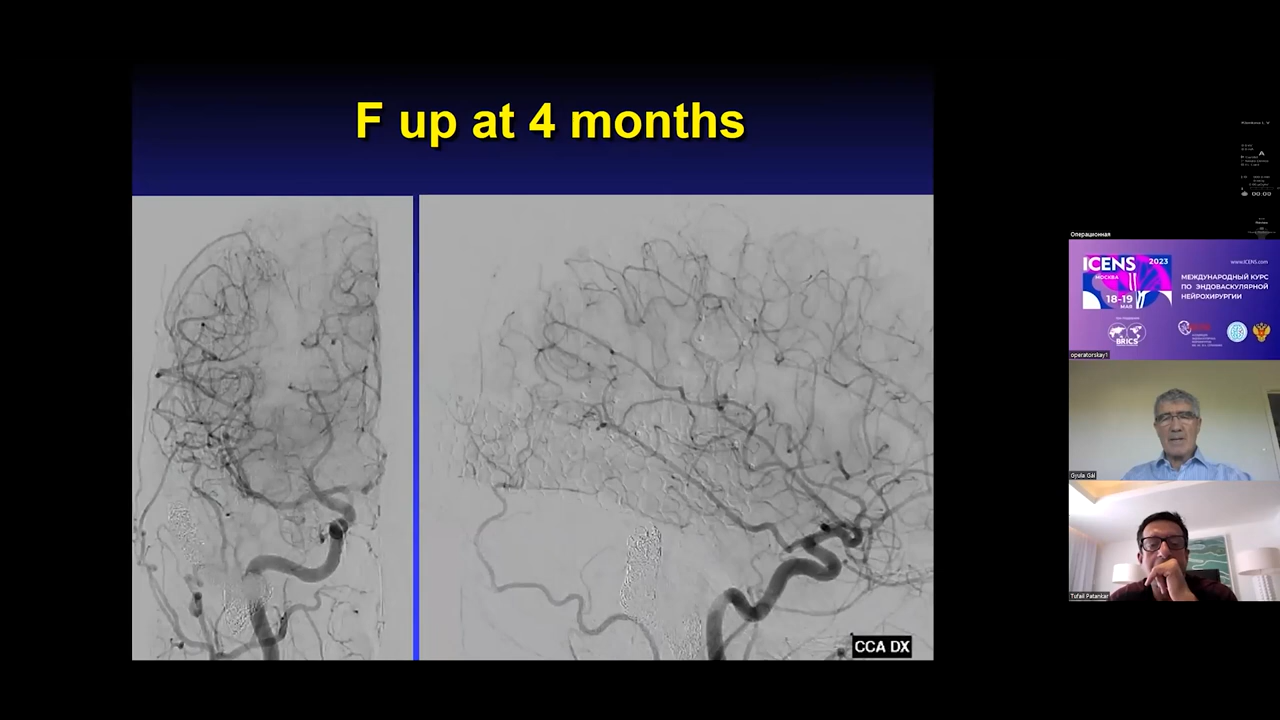 F up at 4 months
CCA DX
Операционная
ICENS 2023
МОСКВА
18-19
МАЯ
www.ICENS.com
МЕЖДУНАРОДНЫЙ КУРС
ПО ЭНДОВАСКУЛЯРНОЙ
НЕЙРОХИРУРГИИ
BRICS
operatorskay1
Gyula Gál
Tufail Patankar